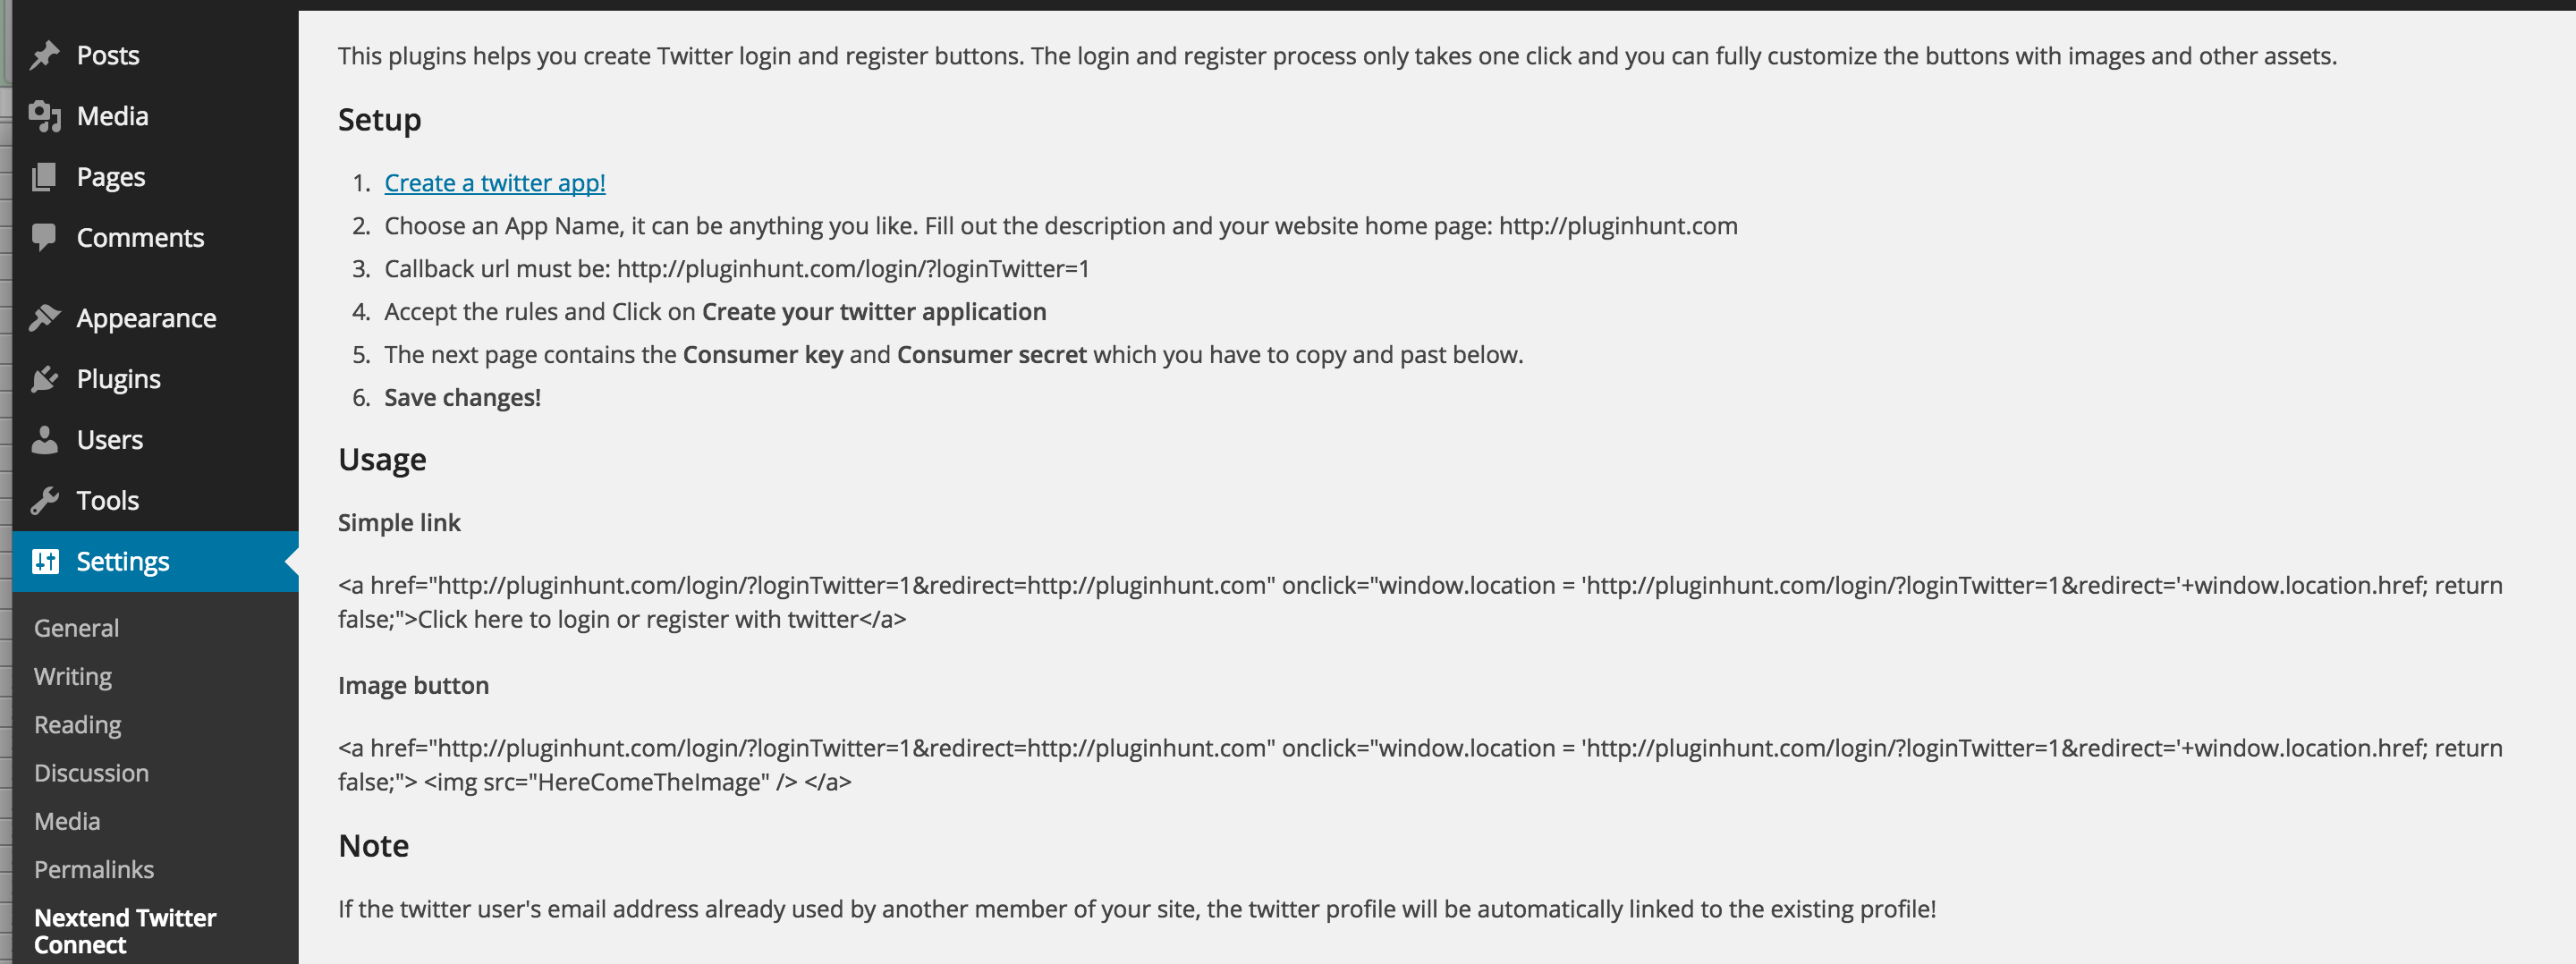 Posts
Media
Pages
Comments
Appearance
Plugins
Users
Tools
Settings
General
Writing
Reading
Discussion
Media
Permalinks
Nextend Twitter
Connect
This plugins helps you create Twitter login and register buttons. The login and register process only takes one click and you can fully customize the buttons with images and other assets.
Setup
1. Create a twitter app!
2. Choose an App Name, it can be anything you like. Fill out the description and your website home page: http://pluginhunt.com
3. Callback url must be: http://pluginhunt.com/login/?loginTwitter=1
4. Accept the rules and Click on Create your twitter application
5. The next page contains the Consumer key and Consumer secret which you have to copy and past below.
6. Save changes!
Usage
Simple link
<a href="http://pluginhunt.com/login/?loginTwitter=1&redirect=http://pluginhunt.com" onclick="window.location = 'http://pluginhunt.com/login/?loginTwitter=1&redirect='+window.location.href; return
false;">Click here to login or register with twitter</a>
Image button
<a href="http://pluginhunt.com/login/?loginTwitter=1&redirect=http://pluginhunt.com" onclick="window.location = 'http://pluginhunt.com/login/?loginTwitter=1&redirect='+window.location.href; return
false;"> <img src="HereComeTheImage" /> </a>
Note
If the twitter user's email address already used by another member of your site, the twitter profile will be automatically linked to the existing profile!